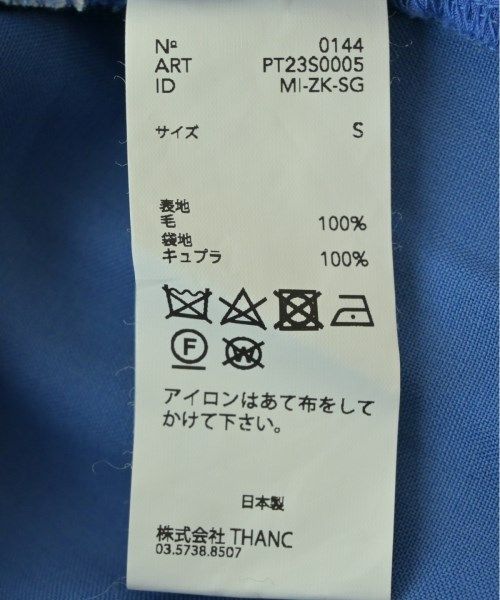 Nº 0144
ART PT23S0005
ID MI-ZK-SG
サイズ S
表地
毛 100%
袋地
キュプラ 100%
F
W
アイロンはあて布をして
かけて下さい。
日本製
株式会社 THANC
03.5738.8507